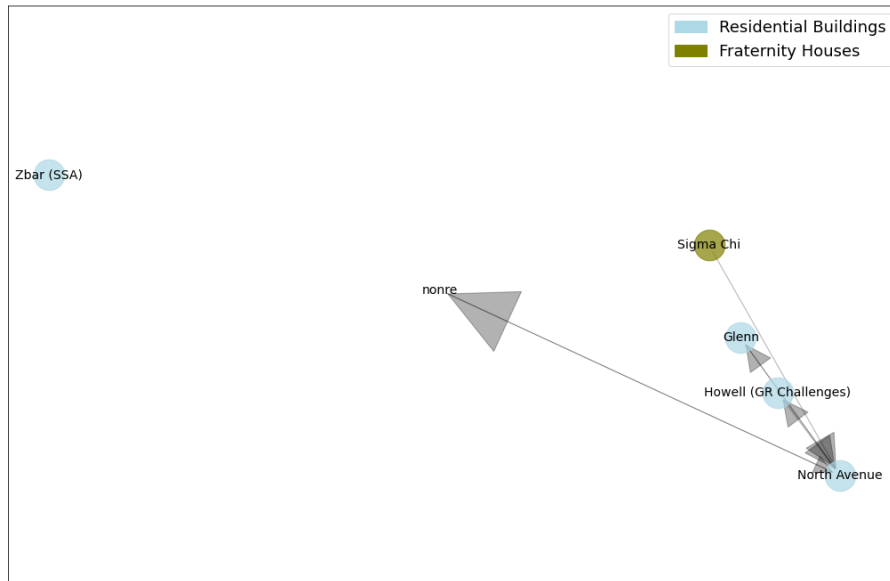 Residential Buildings
Fraternity Houses
Zbar (SSA)
Sigma Chi
nonre
Glenn
Howell (GR Challenges)
North Avenue